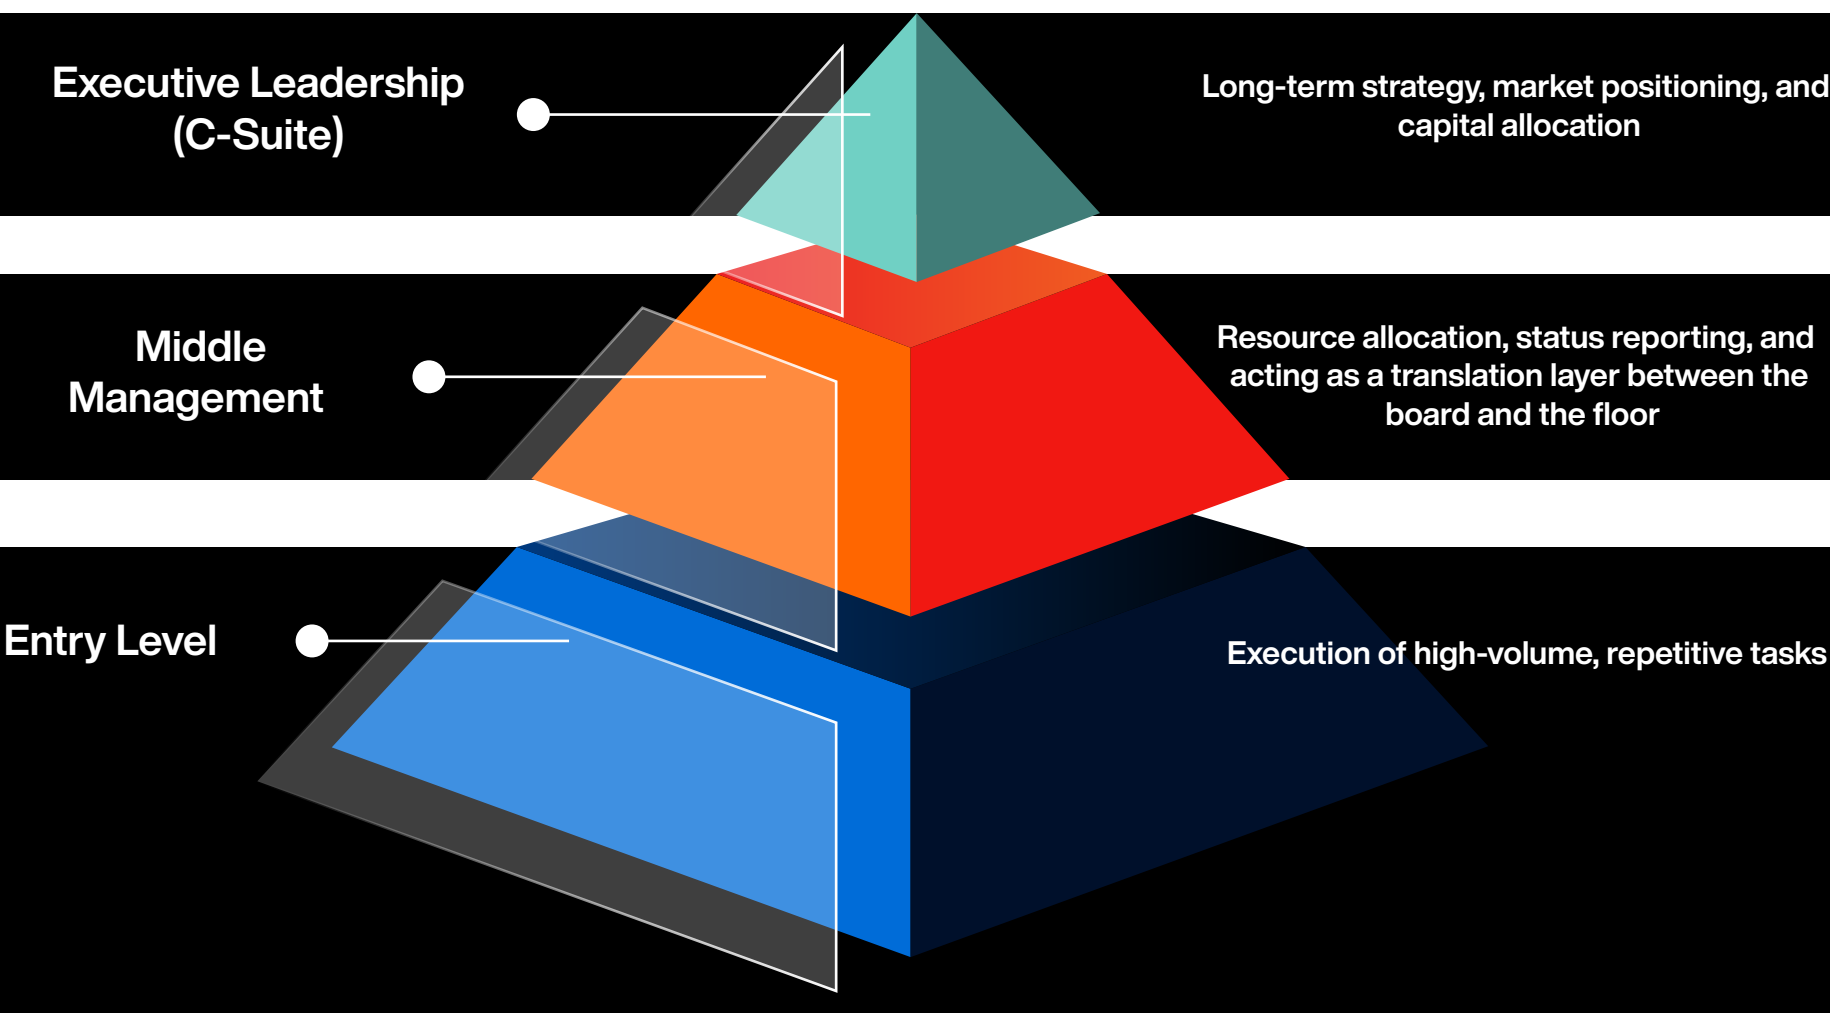 Executive Leadership
(C-Suite)
Long-term strategy, market positioning, and
capital allocation
Middle
Management
Resource allocation, status reporting, and
acting as a translation layer between the
board and the floor
Entry Level
Execution of high-volume, repetitive tasks